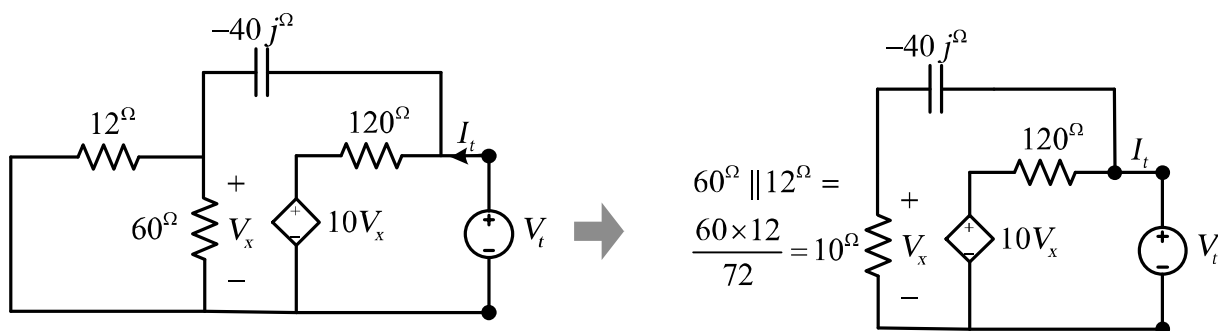 −40 j^Ω
12^Ω
120^Ω
I_t
+
60^Ω
V_x
−
+
−
10V_x
+
−
V_t
−40 j^Ω
120^Ω
I_t
60^Ω || 12^Ω =
60 × 12
72
= 10^Ω
+
V_x
−
+
−
10V_x
+
−
V_t